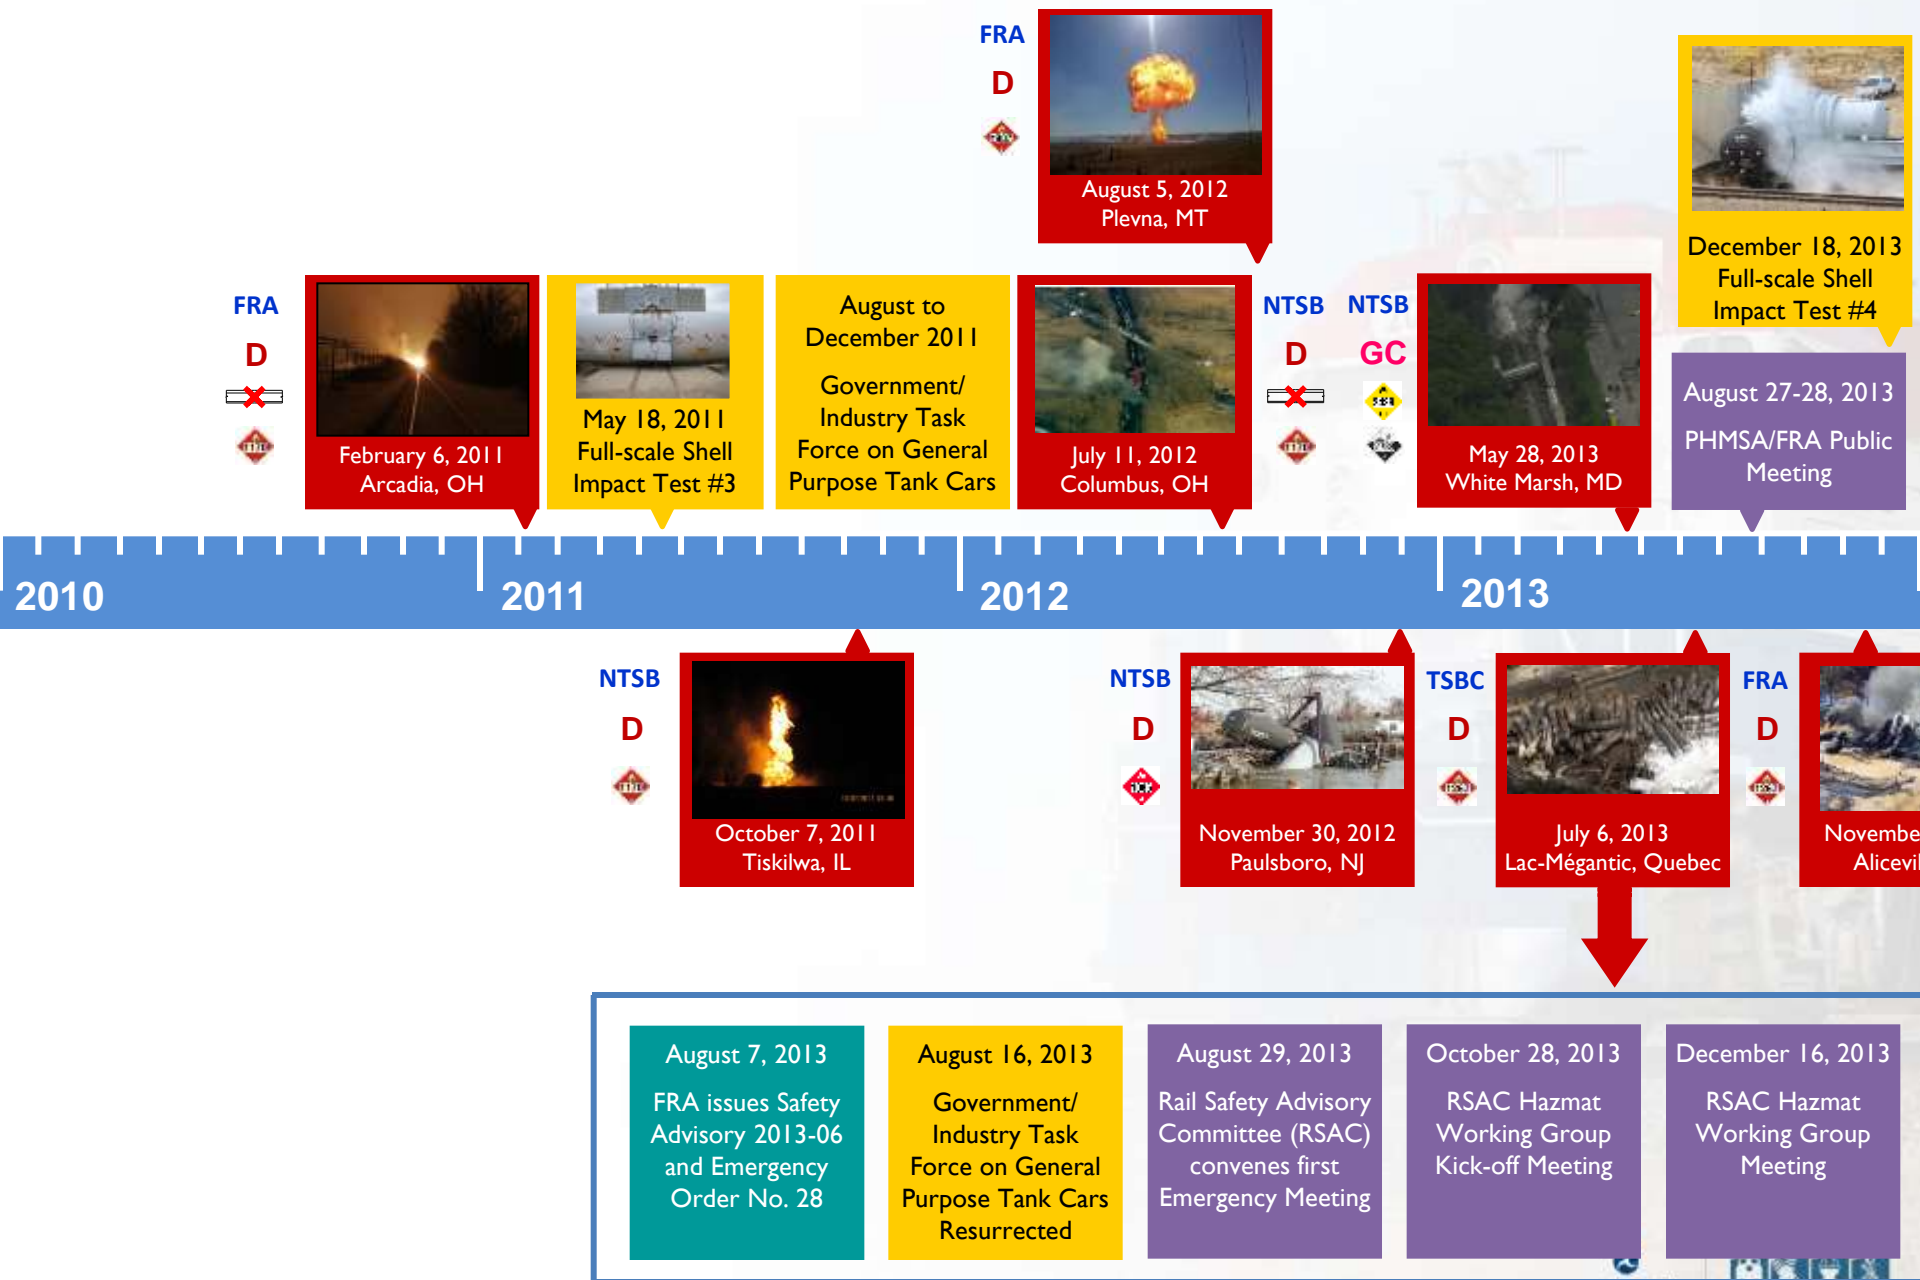 FRA
D
August 5, 2012
Plevna, MT
December 18, 2013
Full-scale Shell
Impact Test #4
FRA
D
February 6, 2011
Arcadia, OH
May 18, 2011
Full-scale Shell
Impact Test #3
August to
December 2011
Government/
Industry Task
Force on General
Purpose Tank Cars
July 11, 2012
Columbus, OH
NTSB
D
NTSB
GC
May 28, 2013
White Marsh, MD
August 27-28, 2013
PHMSA/FRA Public
Meeting
2010
2011
2012
2013
NTSB
D
October 7, 2011
Tiskilwa, IL
NTSB
D
November 30, 2012
Paulsboro, NJ
TSBC
D
July 6, 2013
Lac-Mégantic, Quebec
FRA
D
Novembe
Alicevil
August 7, 2013
FRA issues Safety
Advisory 2013-06
and Emergency
Order No. 28
August 16, 2013
Government/
Industry Task
Force on General
Purpose Tank Cars
Resurrected
August 29, 2013
Rail Safety Advisory
Committee (RSAC)
convenes first
Emergency Meeting
October 28, 2013
RSAC Hazmat
Working Group
Kick-off Meeting
December 16, 2013
RSAC Hazmat
Working Group
Meeting